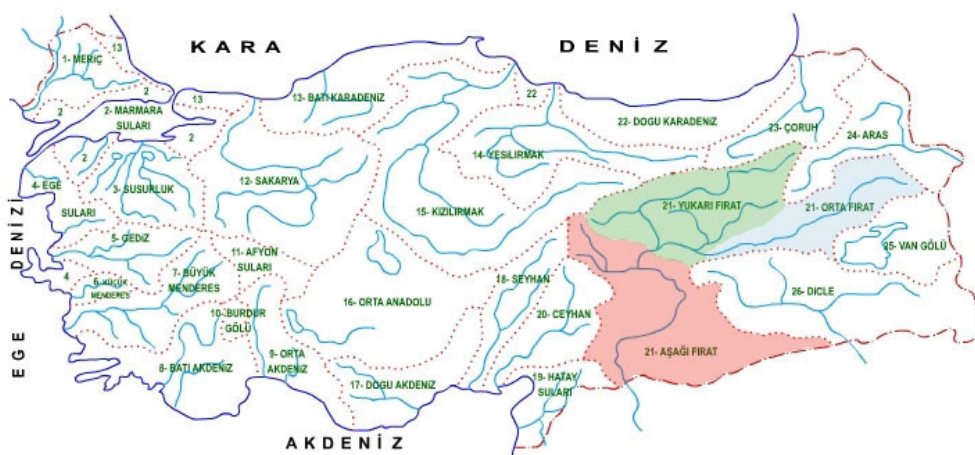 KARA DENİZ
13
1- MERİÇ
2
13
13- BATI KARADENİZ
22
2
2- MARMARA
SULARI
2
22- DOGU KARADENİZ
23- ÇORUH
24- ARAS
2
14- YEŞILIRMAK
4- EGE
SULARI
3- SUSURLUK
12- SAKARYA
15- KIZILIRMAK
21- YUKARI FIRAT
21- ORTA FIRAT
5- GEDİZ
25- VAN GÖLÜ
EGE DENİZİ
4
6- KÜÇÜK
MENDERES
7- BÜYÜK
MENDERES
11- AFYON
SULARI
18- SEYHAN
26- DİCLE
16- ORTA ANADOLU
20- CEYHAN
10- BURDUR
GÖLÜ
21- AŞAĞI FIRAT
8- BATI AKDENİZ
9- ORTA
AKDENİZ
17- DOGU AKDENİZ
19- HATAY
SULARI
AKDENİZ